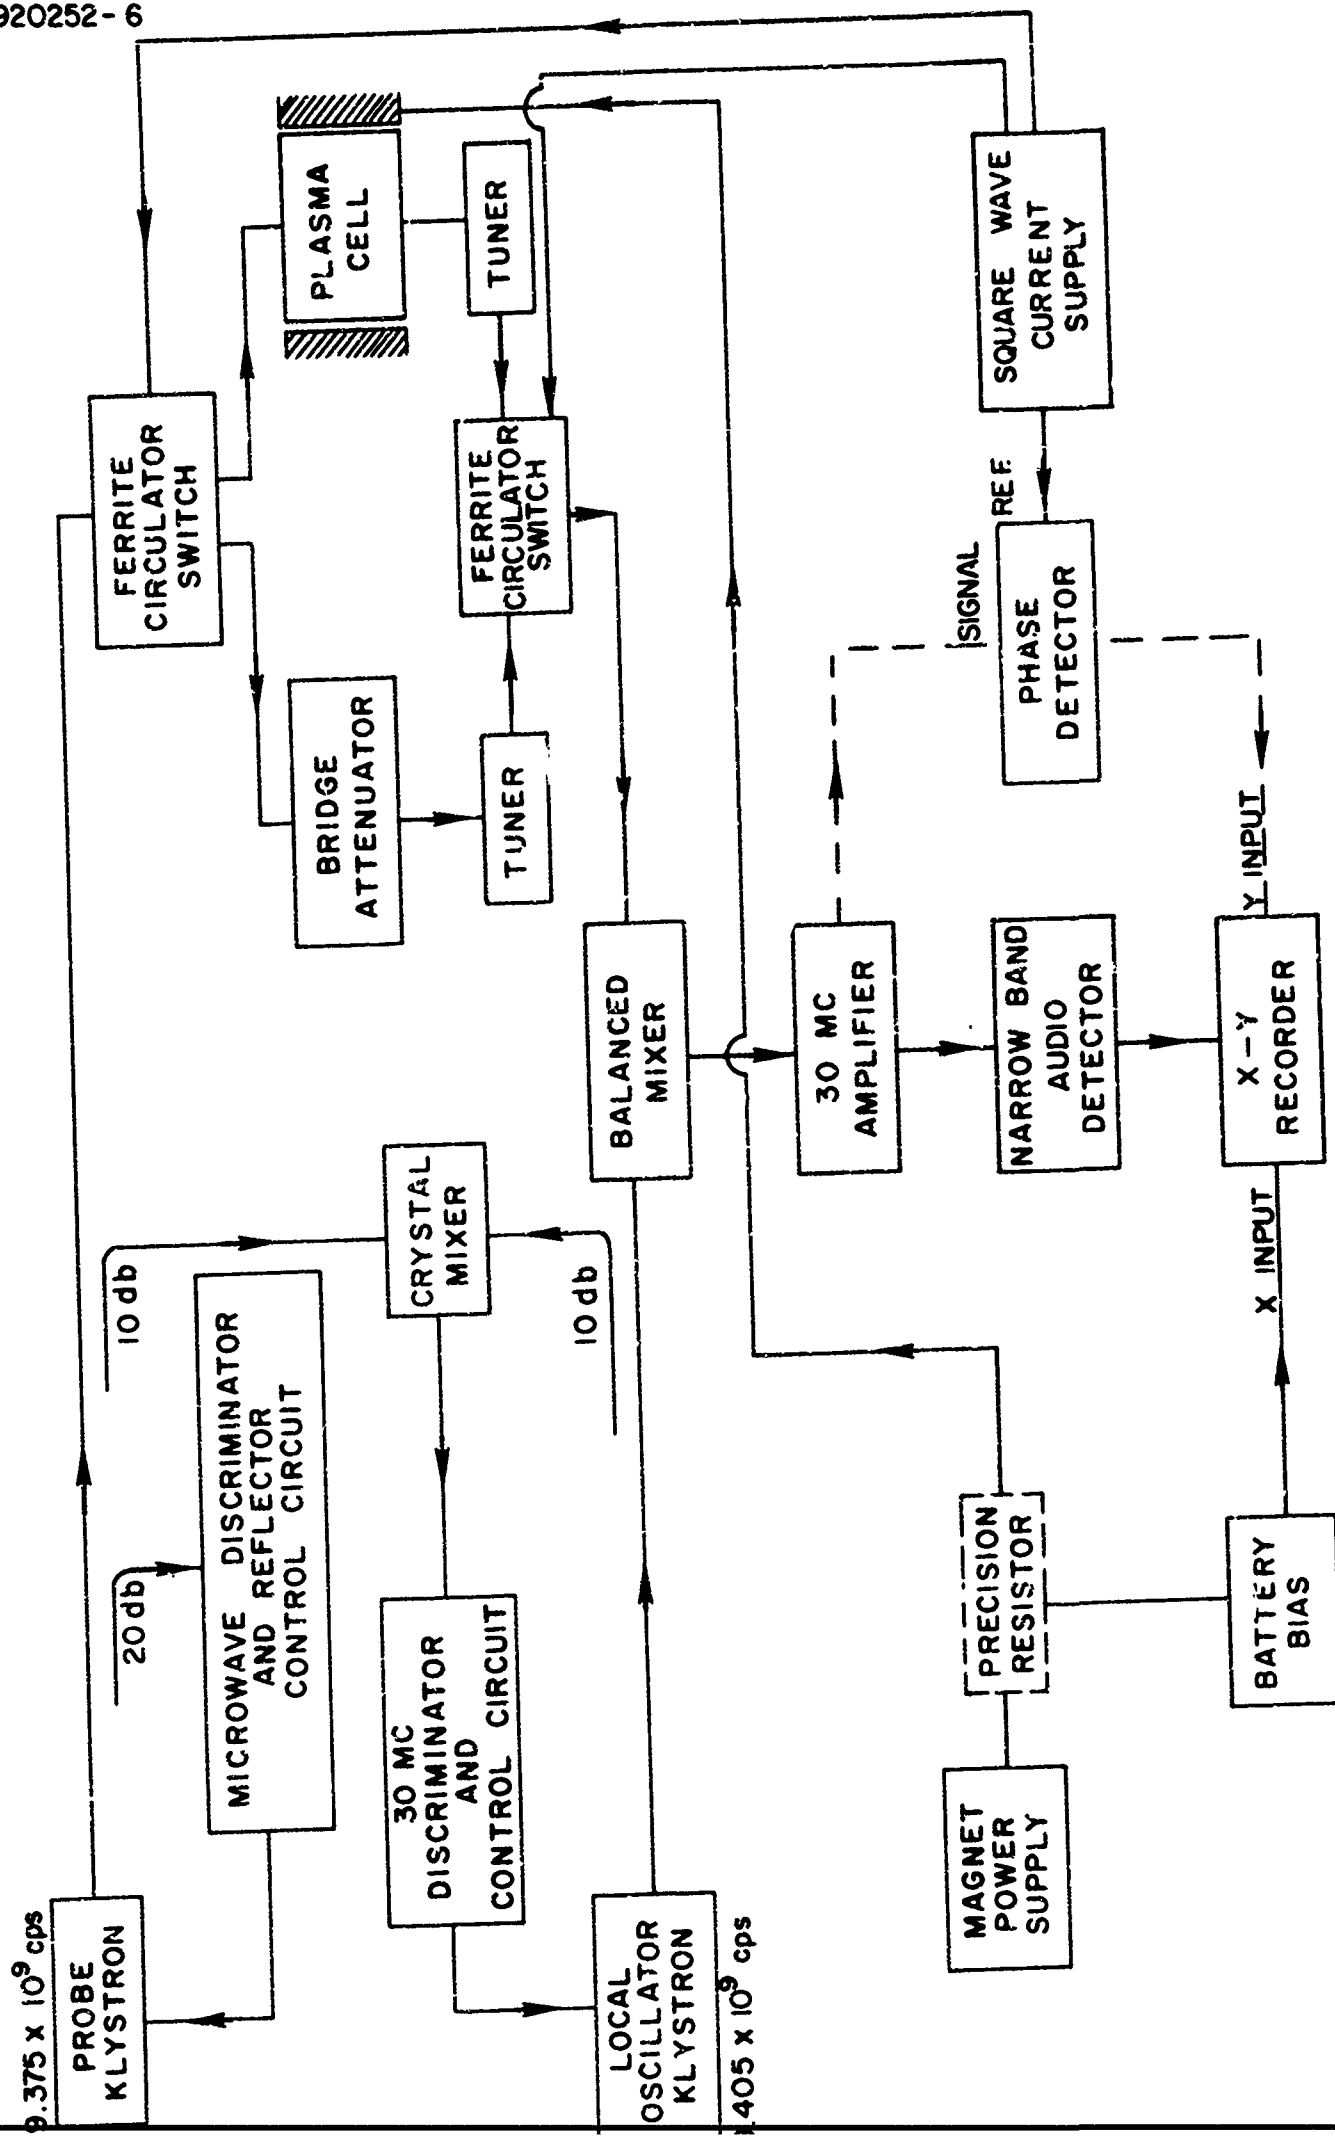 920252-6
9.375 x 10⁹ cps
PROBE
KLYSTRON
20 db
MICROWAVE DISCRIMINATOR
AND REFLECTOR
CONTROL CIRCUIT
10 db
FERRITE
CIRCULATOR
SWITCH
PLASMA
CELL
TUNER
BRIDGE
ATTENUATOR
TUNER
FERRITE
CIRCULATOR
SWITCH
CRYSTAL
MIXER
10 db
30 MC
DISCRIMINATOR
AND
CONTROL CIRCUIT
LOCAL
OSCILLATOR
KLYSTRON
.405 x 10⁹ cps
BALANCED
MIXER
30 MC
AMPLIFIER
NARROW BAND
AUDIO
DETECTOR
SIGNAL
REF.
PHASE
DETECTOR
SQUARE WAVE
CURRENT
SUPPLY
MAGNET
POWER
SUPPLY
PRECISION
RESISTOR
BATTERY
BIAS
X INPUT
X-Y
RECORDER
Y INPUT